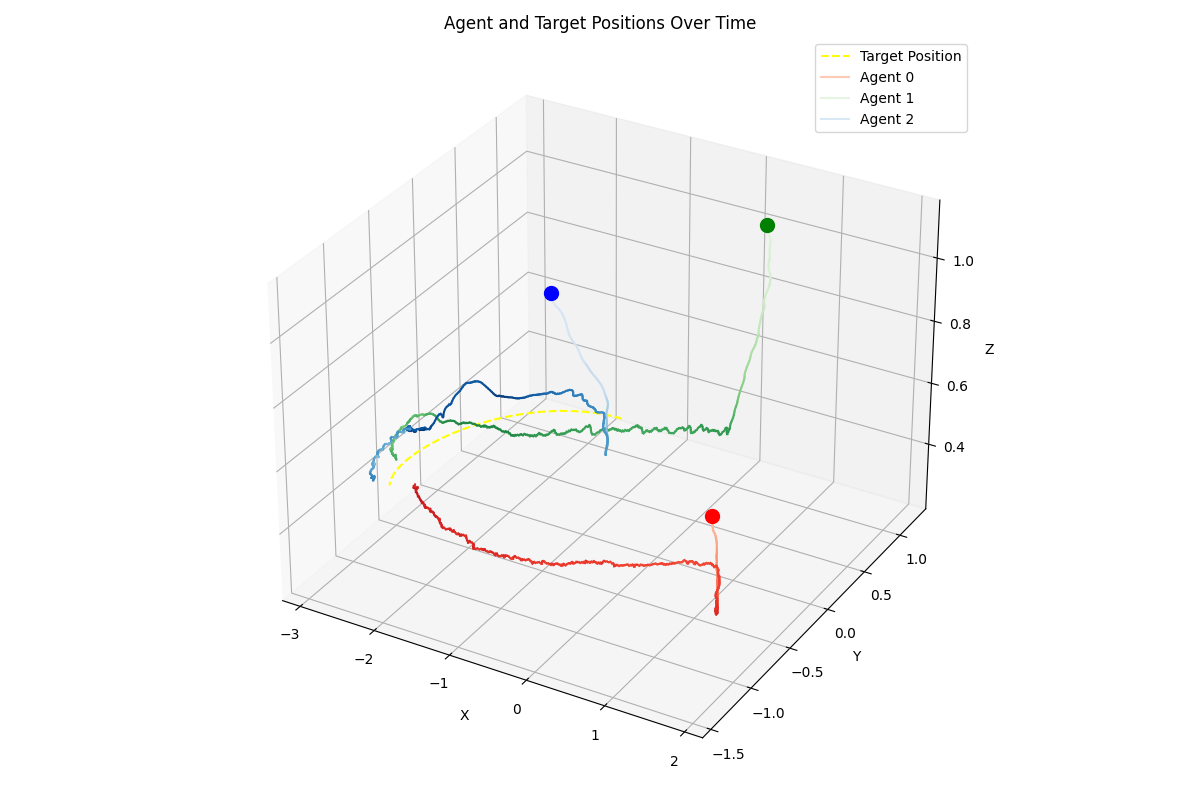 Agent and Target Positions Over Time
Target Position
Agent 0
Agent 1
Agent 2
1.0
0.8
Z
0.6
0.4
1.0
0.5
0.0
Y
−0.5
−1.0
−1.5
−3
−2
−1
X
0
1
2